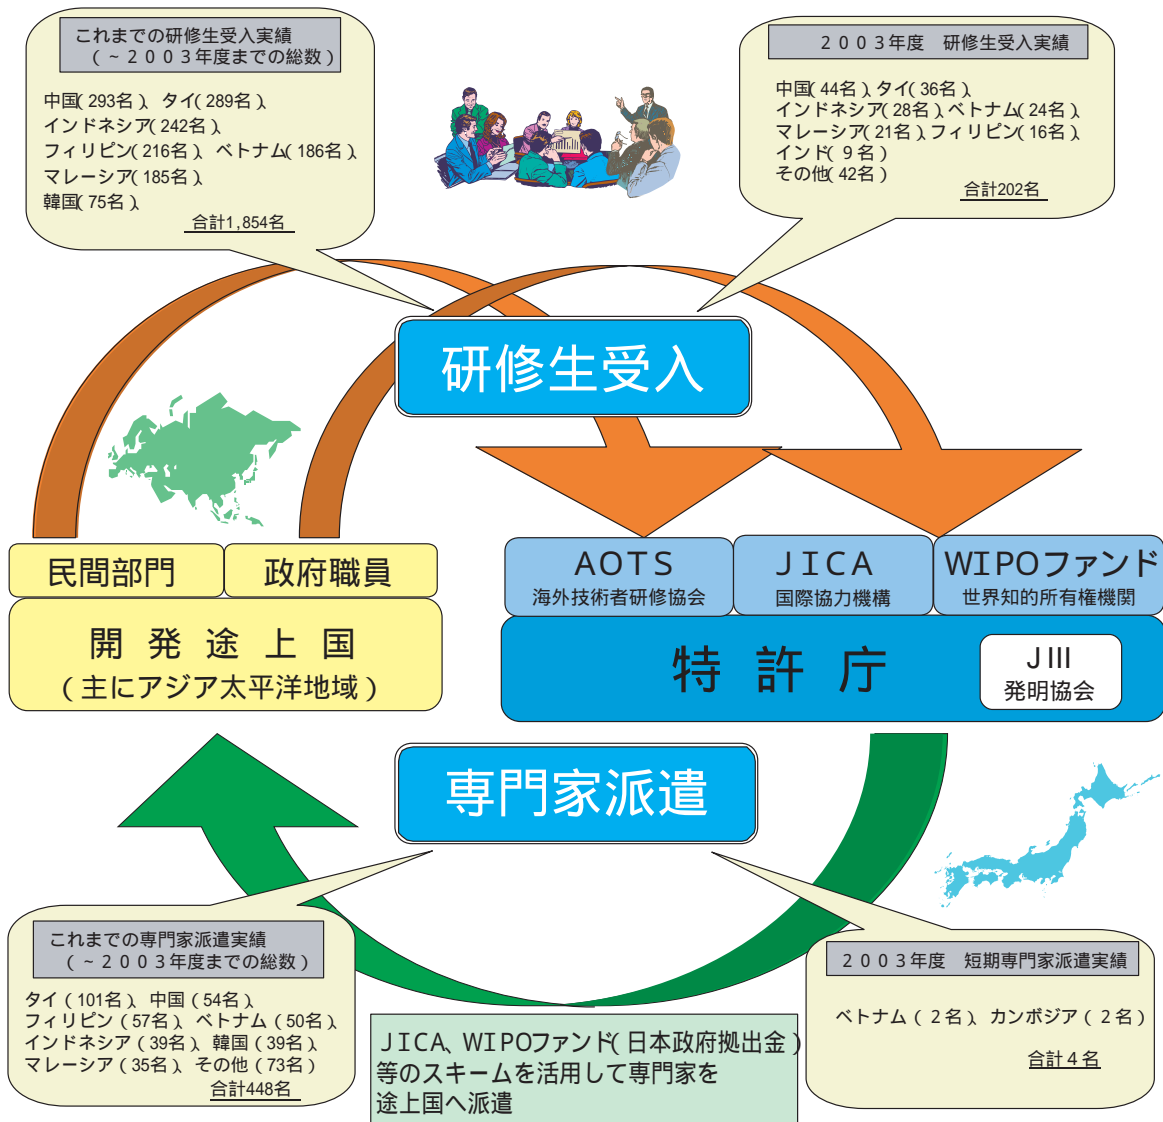 これまでの研修生受入実績
(~2003年度までの総数)
中国(293名)、タイ(289名)、
インドネシア(242名)、
フィリピン(216名)、ベトナム(186名)、
マレーシア(185名)、
韓国(75名)、
合計1,854名
2003年度 研修生受入実績
中国(44名)、タイ(36名)、
インドネシア(28名)、ベトナム(24名)、
マレーシア(21名)、フィリピン(16名)、
インド(9名)
その他(42名)
合計202名
研修生受入
民間部門
政府職員
開発途上国
(主にアジア太平洋地域)
AOTS
海外技術者研修協会
JICA
国際協力機構
WIPOファンド
世界知的所有権機関
特許庁
JIII
発明協会
専門家派遣
これまでの専門家派遣実績
(~2003年度までの総数)
タイ(101名)、中国(54名)、
フィリピン(57名)、ベトナム(50名)、
インドネシア(39名)、韓国(39名)、
マレーシア(35名)、その他(73名)
合計448名
JICA、WIPOファンド(日本政府拠出金)
等のスキームを活用して専門家を
途上国へ派遣
2003年度 短期専門家派遣実績
ベトナム(2名)、カンボジア(2名)
合計4名